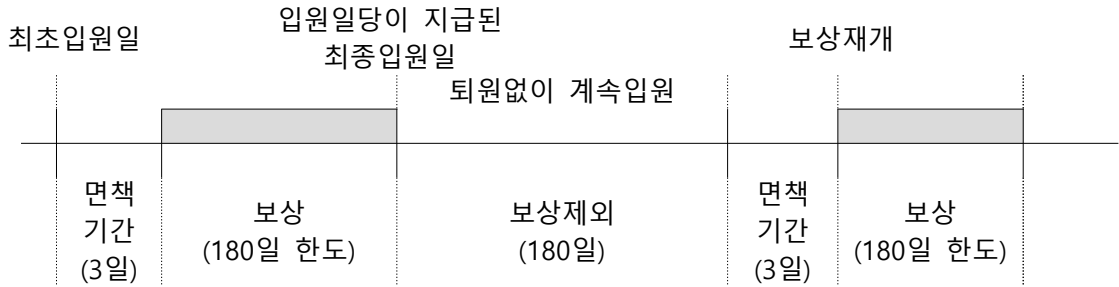 최초입원일
입원일당이 지급된
최종입원일
보상재개
퇴원없이 계속입원
면책
기간
(3일)
보상
(180일 한도)
보상제외
(180일)
면책
기간
(3일)
보상
(180일 한도)